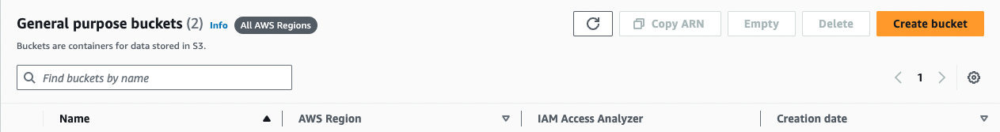 General purpose buckets (2) Info All AWS Regions Copy ARN Empty Delete Create bucket
Buckets are containers for data stored in S3.
Find buckets by name 1
Name AWS Region IAM Access Analyzer Creation date